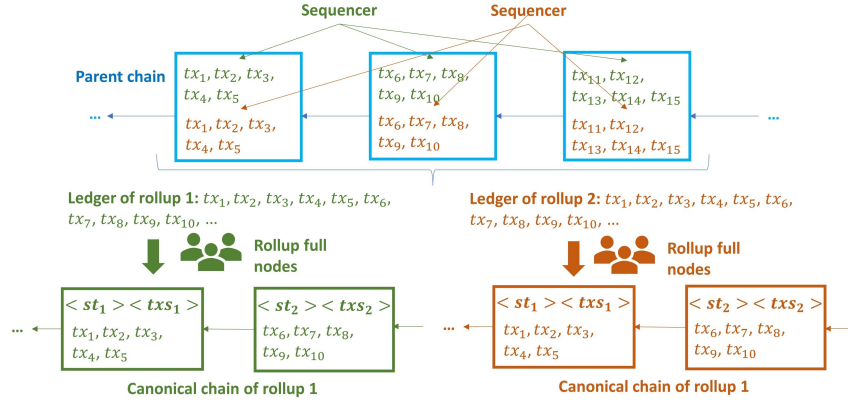 Sequencer
Sequencer
Parent chain
tx₁, tx₂, tx₃,
tx₄, tx₅
tx₁, tx₂, tx₃,
tx₄, tx₅
tx₆, tx₇, tx₈,
tx₉, tx₁₀
tx₆, tx₇, tx₈,
tx₉, tx₁₀
tx₁₁, tx₁₂,
tx₁₃, tx₁₄, tx₁₅
tx₁₁, tx₁₂,
tx₁₃, tx₁₄, tx₁₅
...
...
Ledger of rollup 1: tx₁, tx₂, tx₃, tx₄, tx₅, tx₆,
tx₇, tx₈, tx₉, tx₁₀, ...
Rollup full
nodes
Ledger of rollup 2: tx₁, tx₂, tx₃, tx₄, tx₅, tx₆,
tx₇, tx₈, tx₉, tx₁₀, ...
Rollup full
nodes
...
< st₁ >< txs₁ >
tx₁, tx₂, tx₃,
tx₄, tx₅
< st₂ >< txs₂ >
tx₆, tx₇, tx₈,
tx₉, tx₁₀
...
Canonical chain of rollup 1
...
< st₁ >< txs₁ >
tx₁, tx₂, tx₃,
tx₄, tx₅
< st₂ >< txs₂ >
tx₆, tx₇, tx₈,
tx₉, tx₁₀
Canonical chain of rollup 1